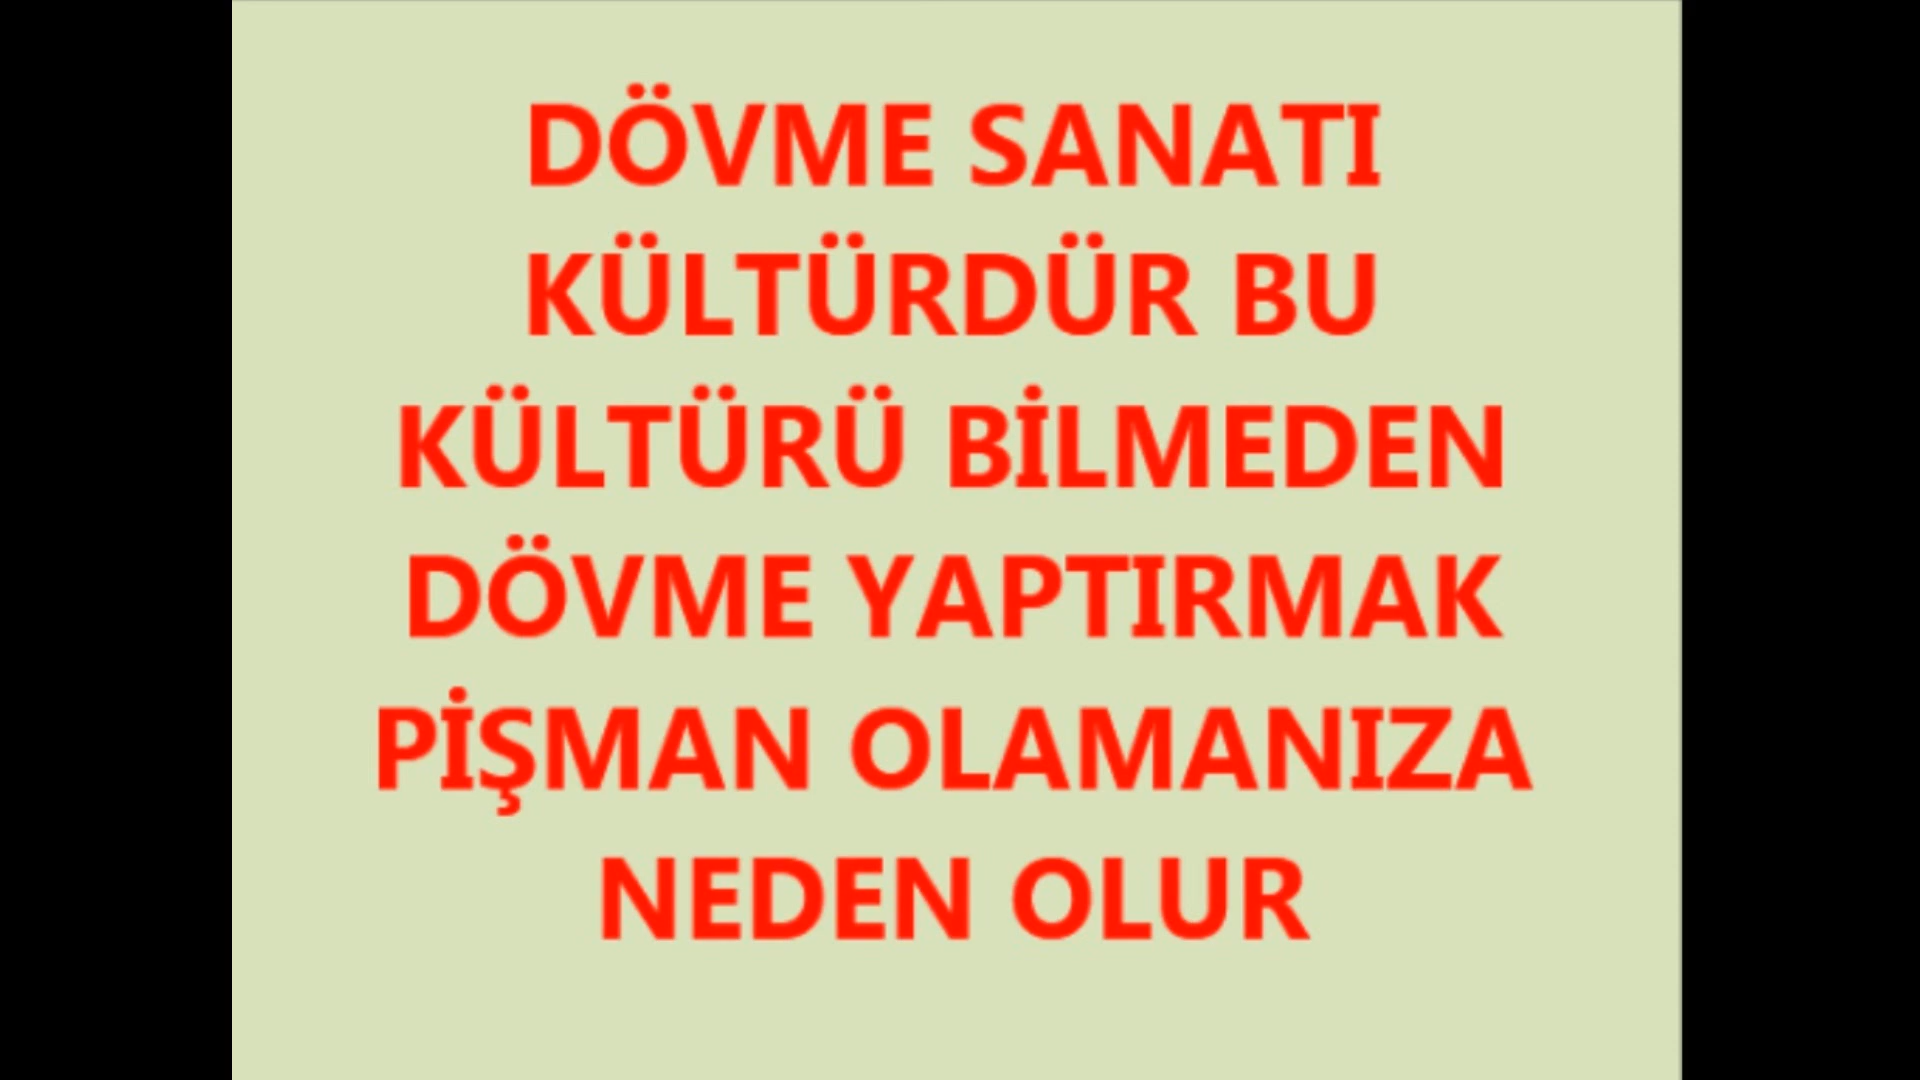 DÖVME SANATI
KÜLTÜRDÜR BU
KÜLTÜRÜ BİLMEDEN
DÖVME YAPTIRMAK
PİŞMAN OLAMANIZA
NEDEN OLUR